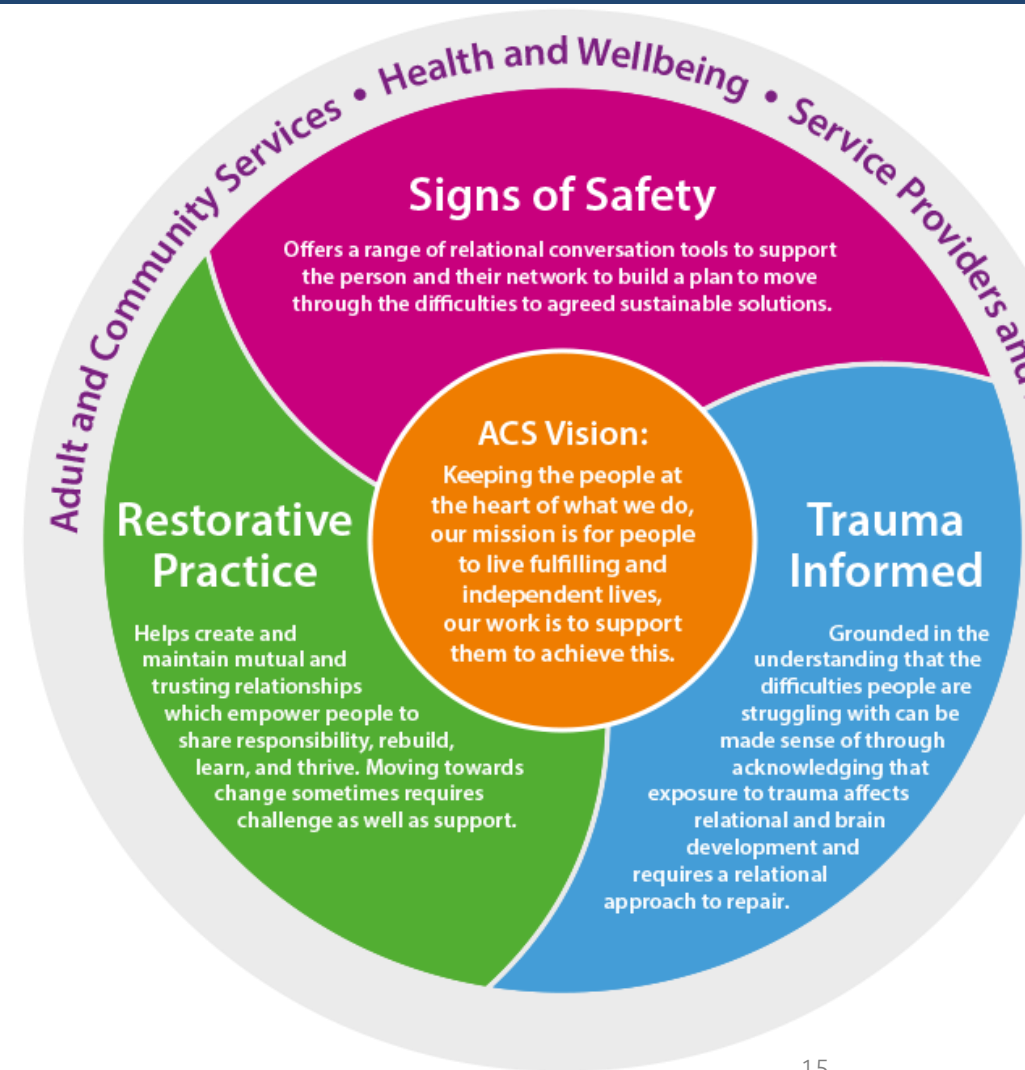 Adult and Community Services • Health and Wellbeing • Service Providers and
Signs of Safety
Offers a range of relational conversation tools to support
the person and their network to build a plan to move
through the difficulties to agreed sustainable solutions.
ACS Vision:
Keeping the people at
the heart of what we do,
our mission is for people
to live fulfilling and
independent lives,
our work is to support
them to achieve this.
Restorative
Practice
Helps create and
maintain mutual and
trusting relationships
which empower people to
share responsibility, rebuild,
learn, and thrive. Moving towards
change sometimes requires
challenge as well as support.
Trauma
Informed
Grounded in the
understanding that the
difficulties people are
struggling with can be
made sense of through
acknowledging that
exposure to trauma affects
relational and brain
development and
requires a relational
approach to repair.
15